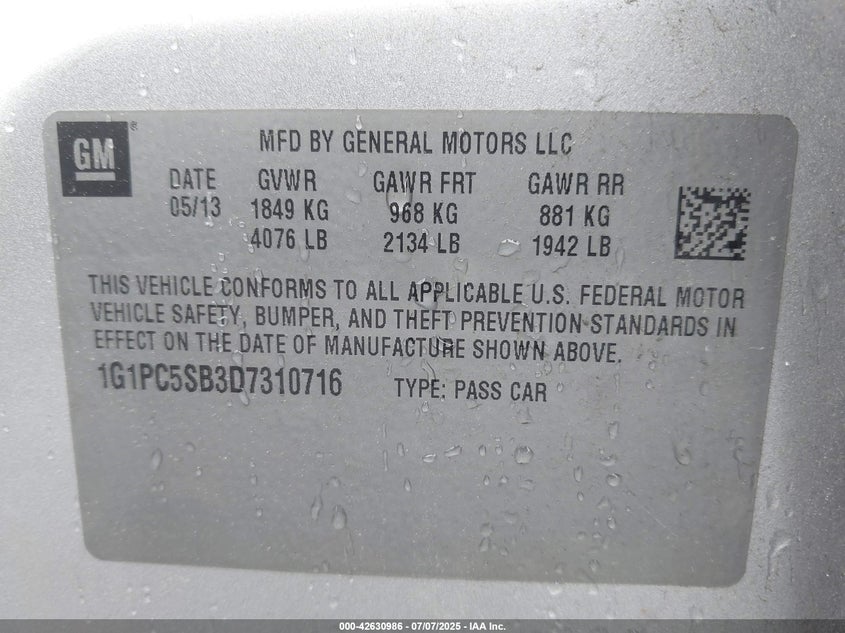 GM ®
MFD BY GENERAL MOTORS LLC
DATE GVWR GAWR FRT GAWR RR
05/13 1849 KG 968 KG 881 KG
4076 LB 2134 LB 1942 LB
THIS VEHICLE CONFORMS TO ALL APPLICABLE U.S. FEDERAL MOTOR
VEHICLE SAFETY, BUMPER, AND THEFT PREVENTION STANDARDS IN
EFFECT ON THE DATE OF MANUFACTURE SHOWN ABOVE.
1G1PC5SB3D7310716 TYPE: PASS CAR
000-42630986 - 07/07/2025 - IAA Inc.